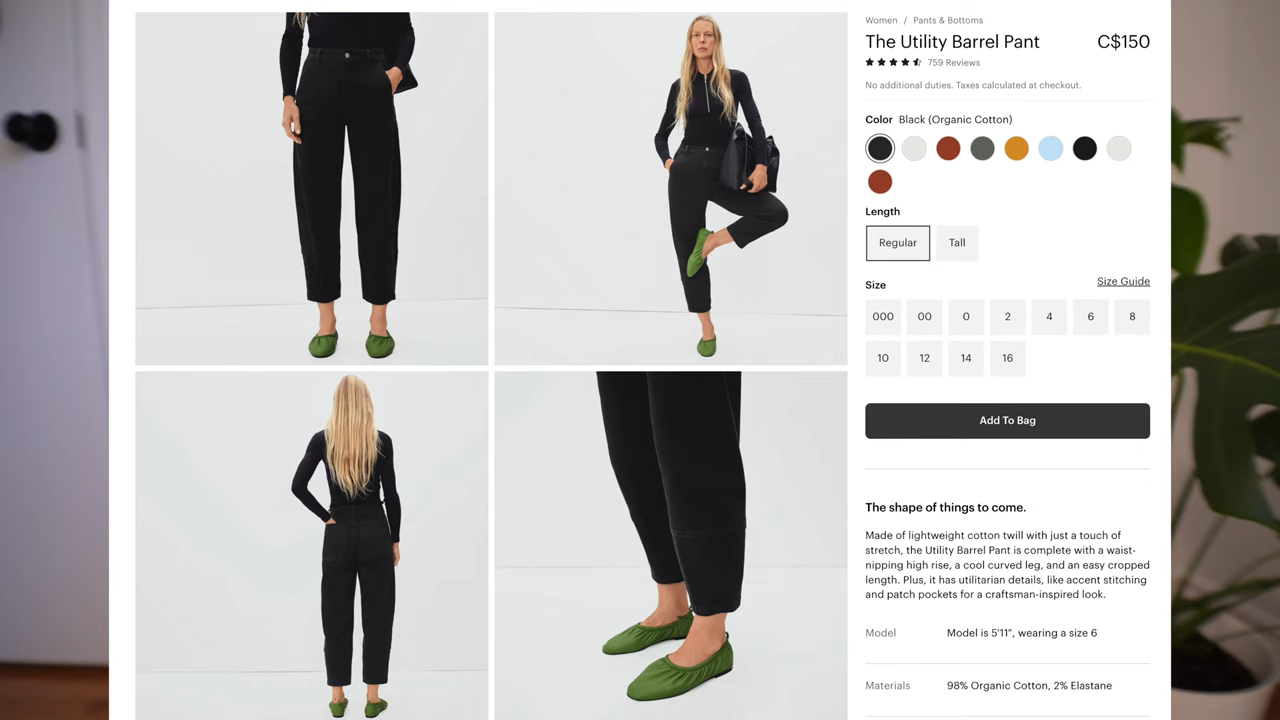 Women / Pants & Bottoms
The Utility Barrel Pant C$150
759 Reviews
No additional duties. Taxes calculated at checkout.
Color Black (Organic Cotton)
Length
Regular Tall
Size Size Guide
000 00 0 2 4 6 8
10 12 14 16
Add To Bag
The shape of things to come.
Made of lightweight cotton twill with just a touch of
stretch, the Utility Barrel Pant is complete with a waist-
nipping high rise, a cool curved leg, and an easy cropped
length. Plus, it has utilitarian details, like accent stitching
and patch pockets for a craftsman-inspired look.
Model Model is 5′11″, wearing a size 6
Materials 98% Organic Cotton, 2% Elastane